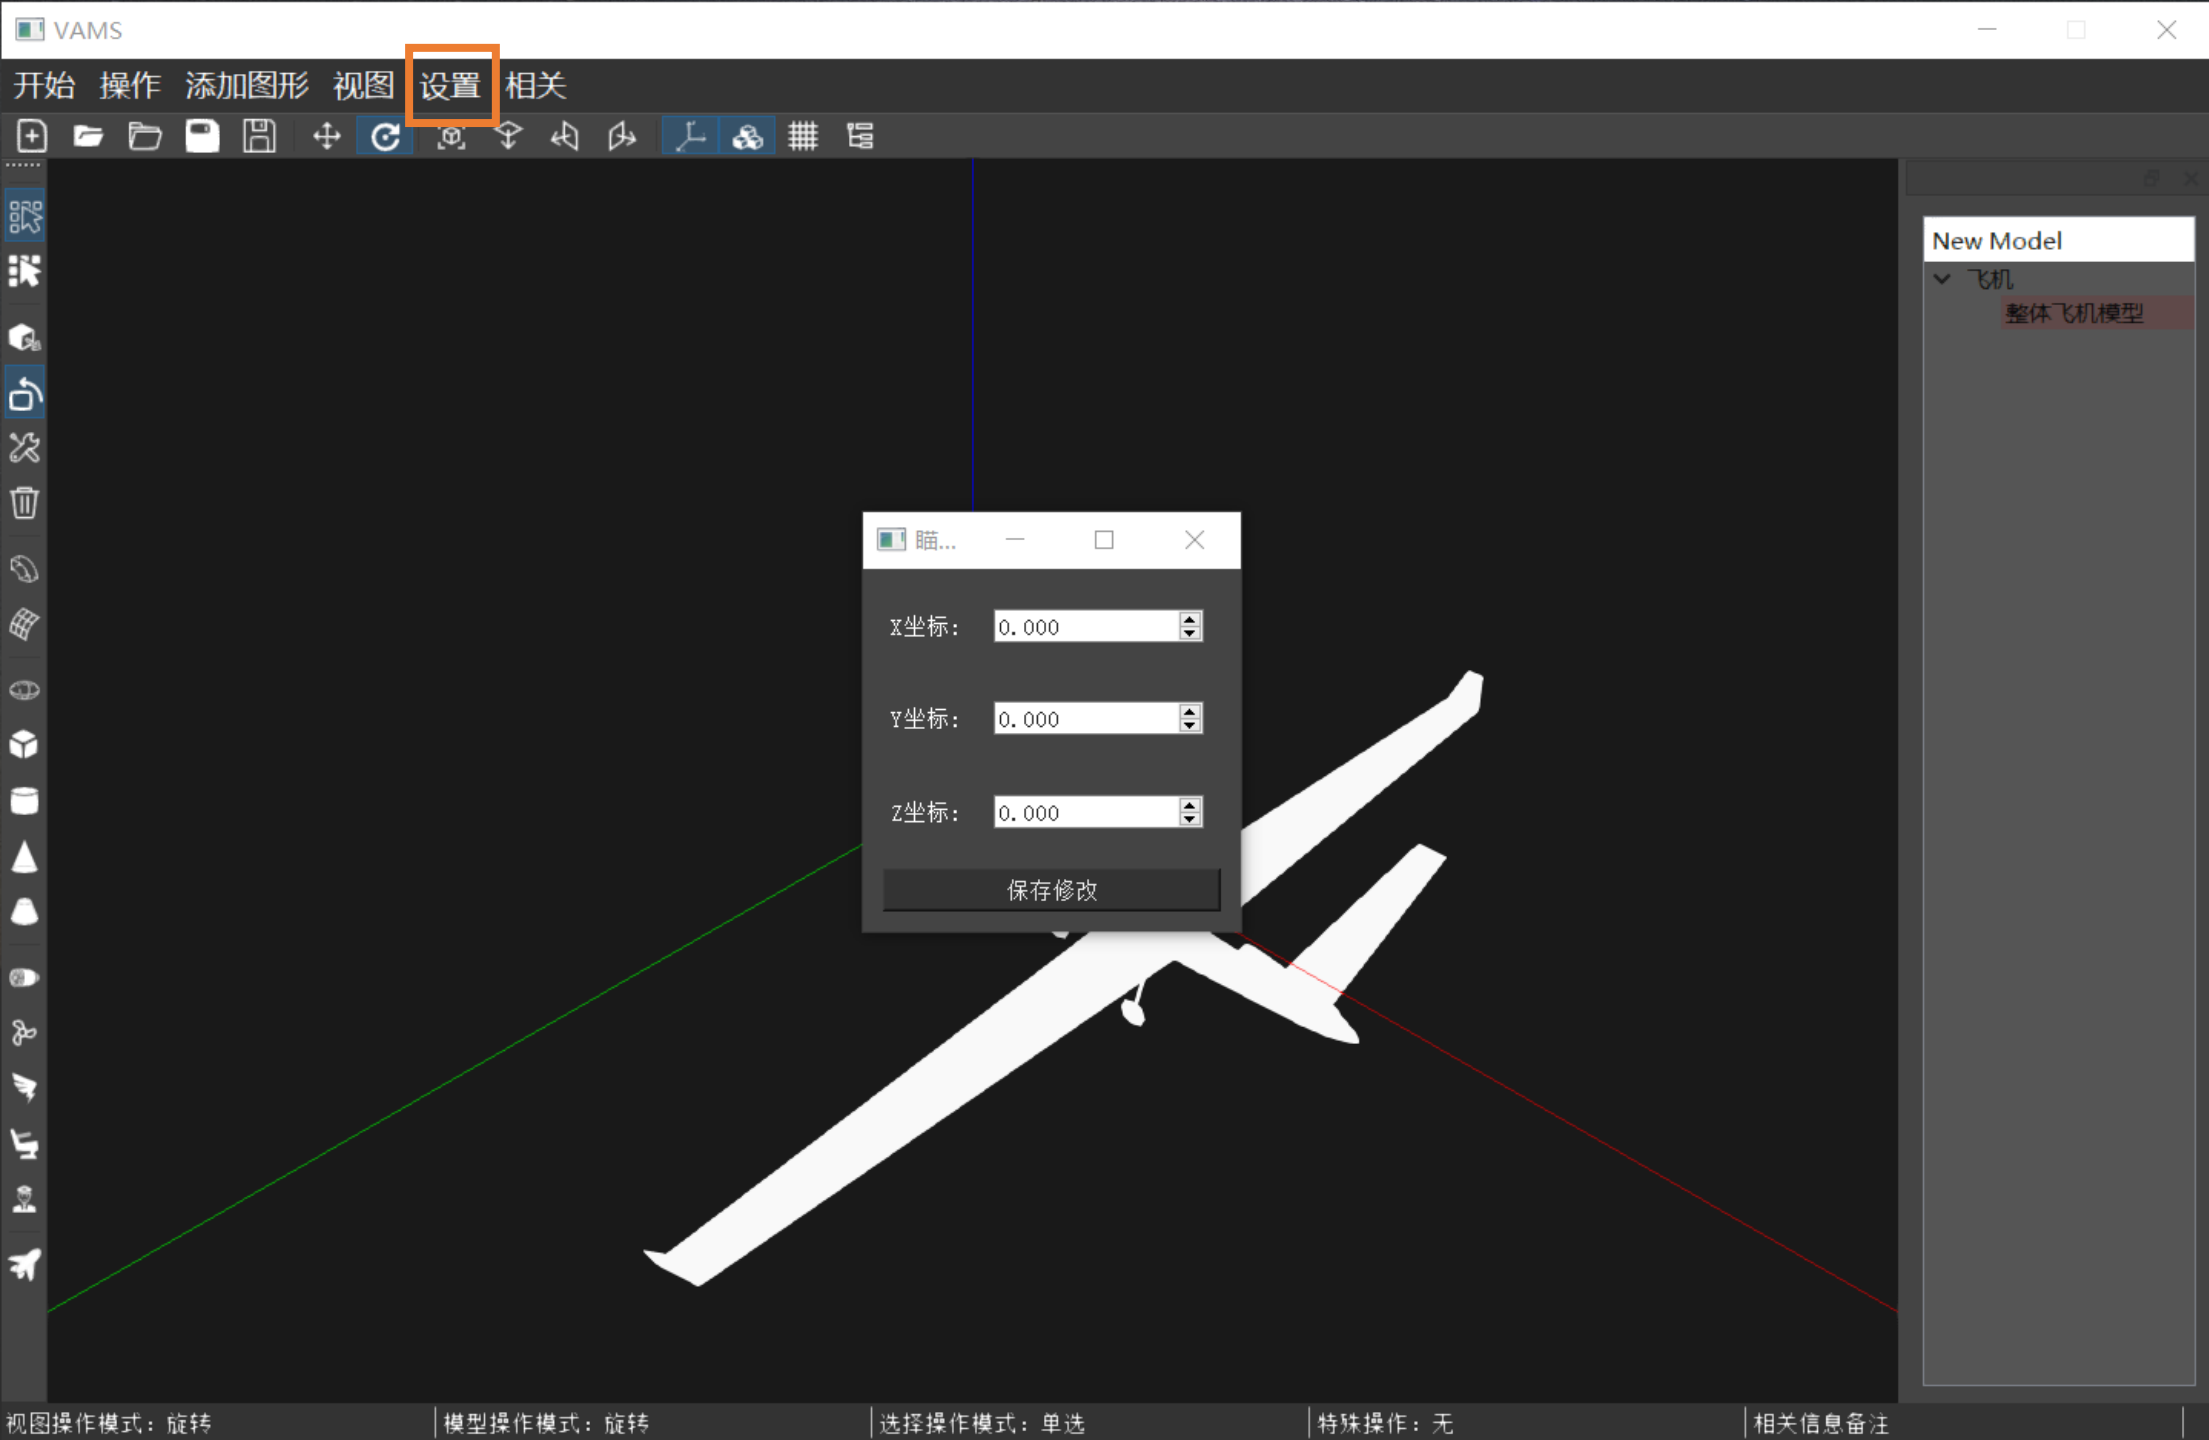 VAMS
开始 操作 添加图形 视图 设置 相关
New Model
飞机
整体飞机模型
瞄...
X坐标: 0.000
Y坐标: 0.000
Z坐标: 0.000
保存修改
视图操作模式: 旋转 模型操作模式: 旋转 选择操作模式: 单选 特殊操作: 无 相关信息备注